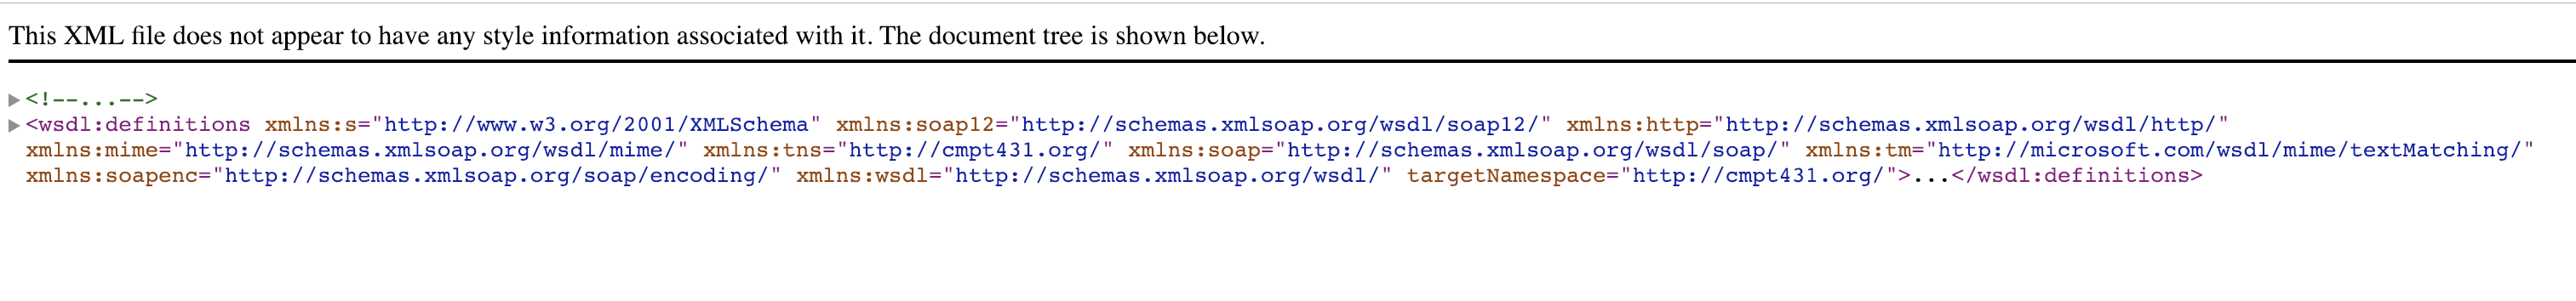 This XML file does not appear to have any style information associated with it. The document tree is shown below.
<!--...-->
<wsdl:definitions xmlns:s="http://www.w3.org/2001/XMLSchema" xmlns:soap12="http://schemas.xmlsoap.org/wsdl/soap12/" xmlns:http="http://schemas.xmlsoap.org/wsdl/http/"
xmlns:mime="http://schemas.xmlsoap.org/wsdl/mime/" xmlns:tns="http://cmpt431.org/" xmlns:soap="http://schemas.xmlsoap.org/wsdl/soap/" xmlns:tm="http://microsoft.com/wsdl/mime/textMatching/"
xmlns:soapenc="http://schemas.xmlsoap.org/soap/encoding/" xmlns:wsdl="http://schemas.xmlsoap.org/wsdl/" targetNamespace="http://cmpt431.org/">...</wsdl:definitions>